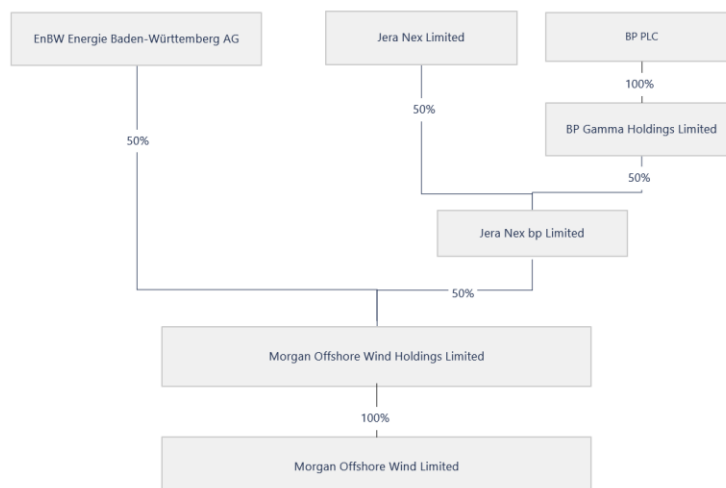 EnBW Energie Baden-Württemberg AG
Jera Nex Limited
BP PLC
100%
50%
50%
BP Gamma Holdings Limited
50%
Jera Nex bp Limited
50%
Morgan Offshore Wind Holdings Limited
100%
Morgan Offshore Wind Limited